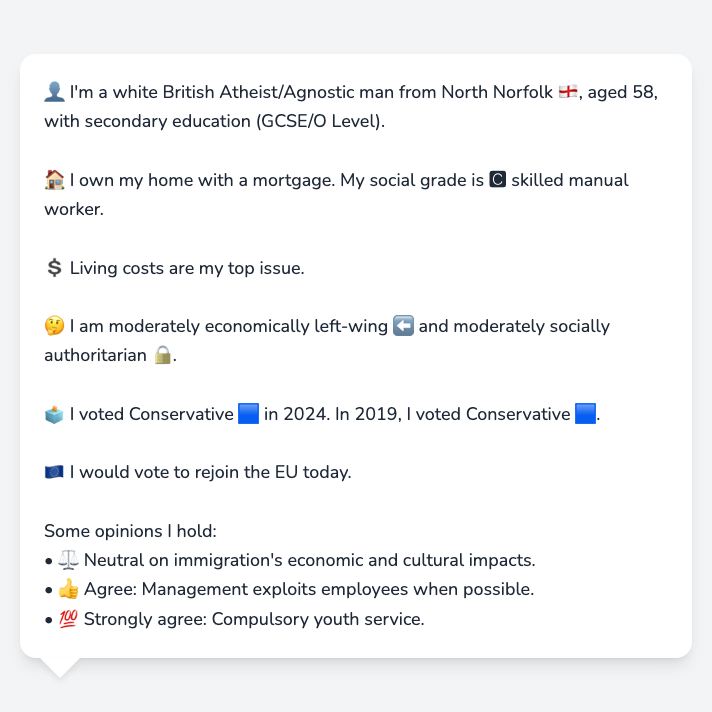 👤 I'm a white British Atheist/Agnostic man from North Norfolk 🏴󠁧󠁢󠁥󠁮󠁧󠁿, aged 58,
with secondary education (GCSE/O Level).
🏠 I own my home with a mortgage. My social grade is 🅲 skilled manual
worker.
💲 Living costs are my top issue.
🤔 I am moderately economically left-wing ⬅️ and moderately socially
authoritarian 🔒.
🗳️ I voted Conservative 🟦 in 2024. In 2019, I voted Conservative 🟦.
🇪🇺 I would vote to rejoin the EU today.
Some opinions I hold:
• ⚖️ Neutral on immigration's economic and cultural impacts.
• 👍 Agree: Management exploits employees when possible.
• 💯 Strongly agree: Compulsory youth service.